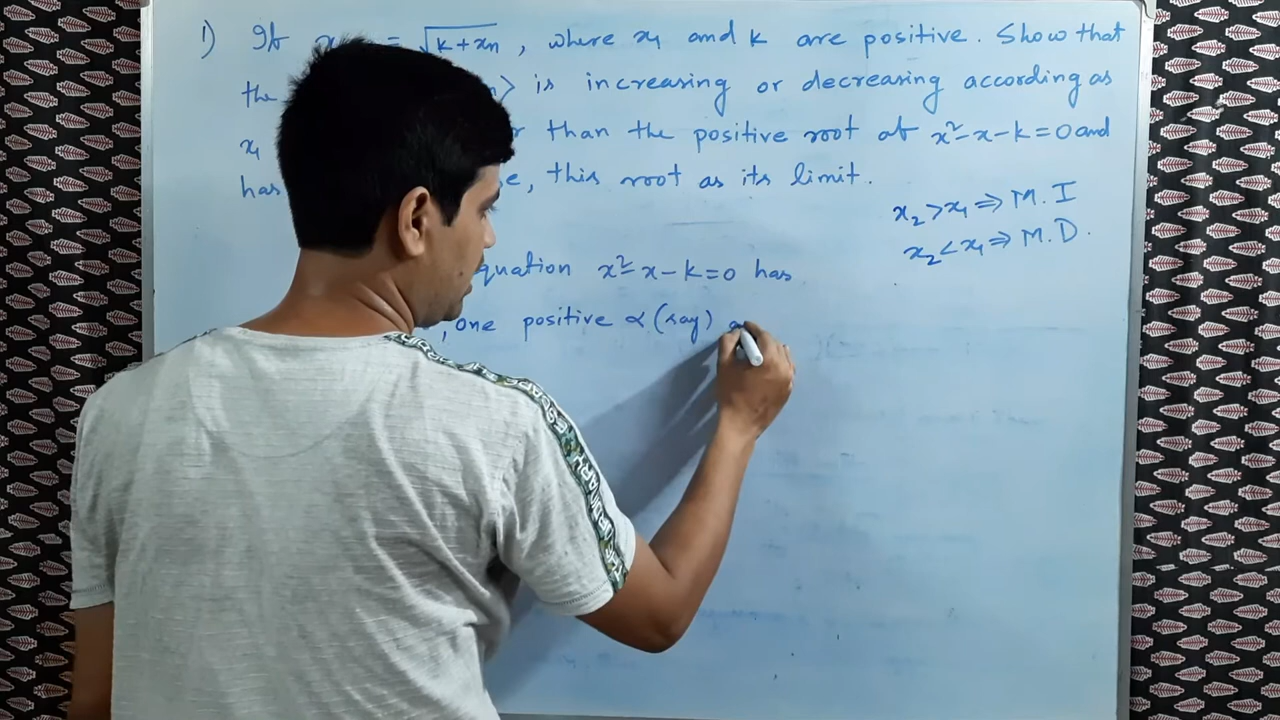 1) If = √k+xn , where x1 and k are positive. Show that
the > is increasing or decreasing according as
x1 than the positive root of x²-x-k=0 and
has , this root as its limit.
x2>x1 ⇒ M.I
x2<x1 ⇒ M.D.
quation x²-x-k=0 has
, one positive α (say)